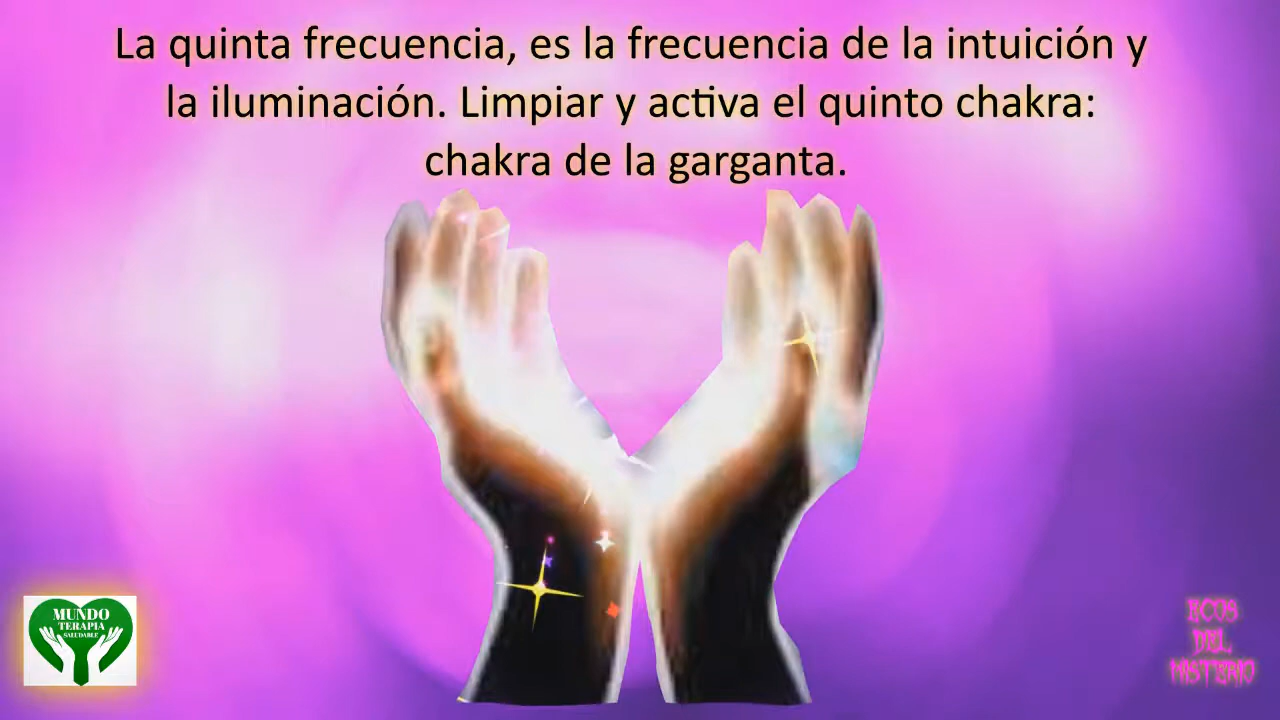 La quinta frecuencia, es la frecuencia de la intuición y
la iluminación. Limpiar y activa el quinto chakra:
chakra de la garganta.
MUNDO
TERAPIA
SALUDABLE
ECOS
DEL
MISTERIO